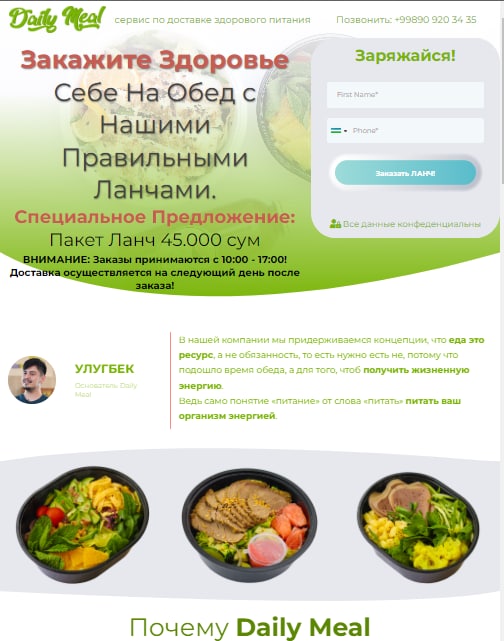 Daily Meal
сервис по доставке здорового питания
Позвонить: +99890 920 34 35
Закажите Здоровье
Себе На Обед с
Нашими
Правильными
Ланчами.
Специальное Предложение:
Пакет Ланч 45.000 сум
ВНИМАНИЕ: Заказы принимаются с 10:00 - 17:00!
Доставка осуществляется на следующий день после
заказа!
Заряжайся!
First Name*
Phone*
Заказать ЛАНЧ!
Все данные конфеденциальны
УЛУГБЕК
Основатель Daily
Meal
В нашей компании мы придерживаемся концепции, что еда это
ресурс, а не обязанность, то есть нужно есть не, потому что
подошло время обеда, а для того, чтоб получить жизненную
энергию.
Ведь само понятие «питание» от слова «питать» питать ваш
организм энергией.
Почему Daily Meal